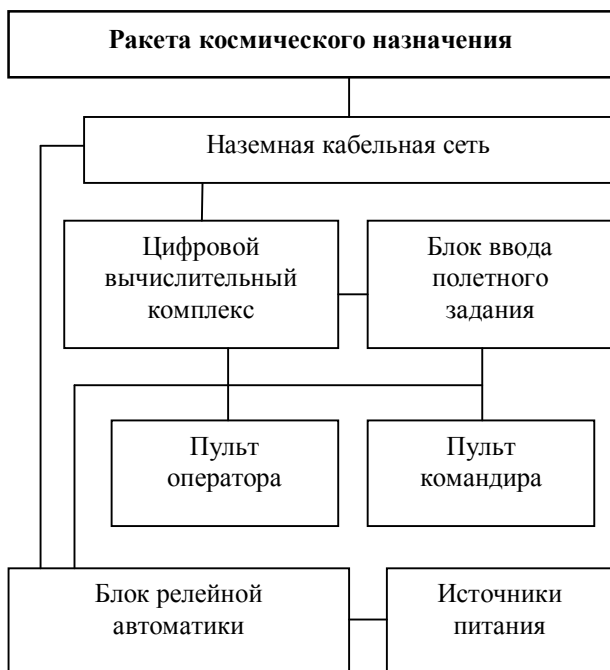 Ракета космического назначения
Наземная кабельная сеть
Цифровой
вычислительный
комплекс
Блок ввода
полетного
задания
Пульт
оператора
Пульт
командира
Блок релейной
автоматики
Источники
питания